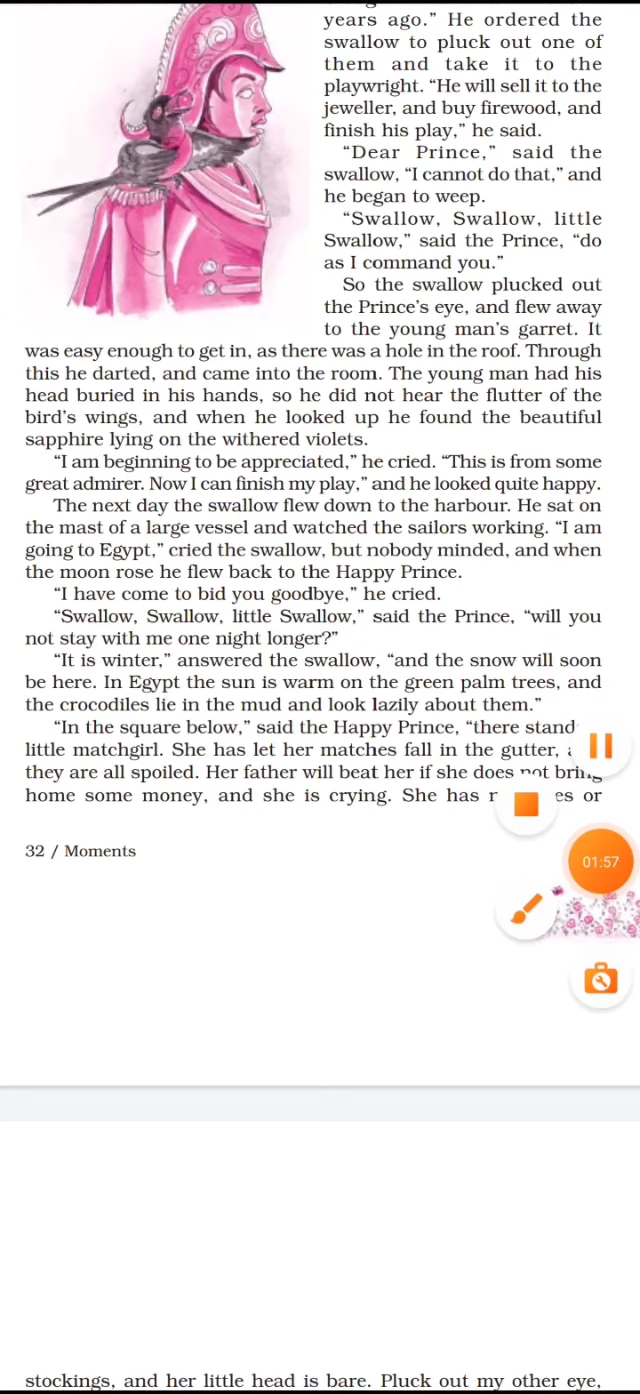 years ago.” He ordered the
swallow to pluck out one of
them and take it to the
playwright. “He will sell it to the
jeweller, and buy firewood, and
finish his play,” he said.
“Dear Prince,” said the
swallow, “I cannot do that,” and
he began to weep.
“Swallow, Swallow, little
Swallow,” said the Prince, “do
as I command you.”
So the swallow plucked out
the Prince’s eye, and flew away
to the young man’s garret. It
was easy enough to get in, as there was a hole in the roof. Through
this he darted, and came into the room. The young man had his
head buried in his hands, so he did not hear the flutter of the
bird’s wings, and when he looked up he found the beautiful
sapphire lying on the withered violets.
“I am beginning to be appreciated,” he cried. “This is from some
great admirer. Now I can finish my play,” and he looked quite happy.
The next day the swallow flew down to the harbour. He sat on
the mast of a large vessel and watched the sailors working. “I am
going to Egypt,” cried the swallow, but nobody minded, and when
the moon rose he flew back to the Happy Prince.
“I have come to bid you goodbye,” he cried.
“Swallow, Swallow, little Swallow,” said the Prince, “will you
not stay with me one night longer?”
“It is winter,” answered the swallow, “and the snow will soon
be here. In Egypt the sun is warm on the green palm trees, and
the crocodiles lie in the mud and look lazily about them.”
“In the square below,” said the Happy Prince, “there stand
little matchgirl. She has let her matches fall in the gutter,
they are all spoiled. Her father will beat her if she does not bring
home some money, and she is crying. She has es or
32 / Moments
01:57
stockings, and her little head is bare. Pluck out my other eye,